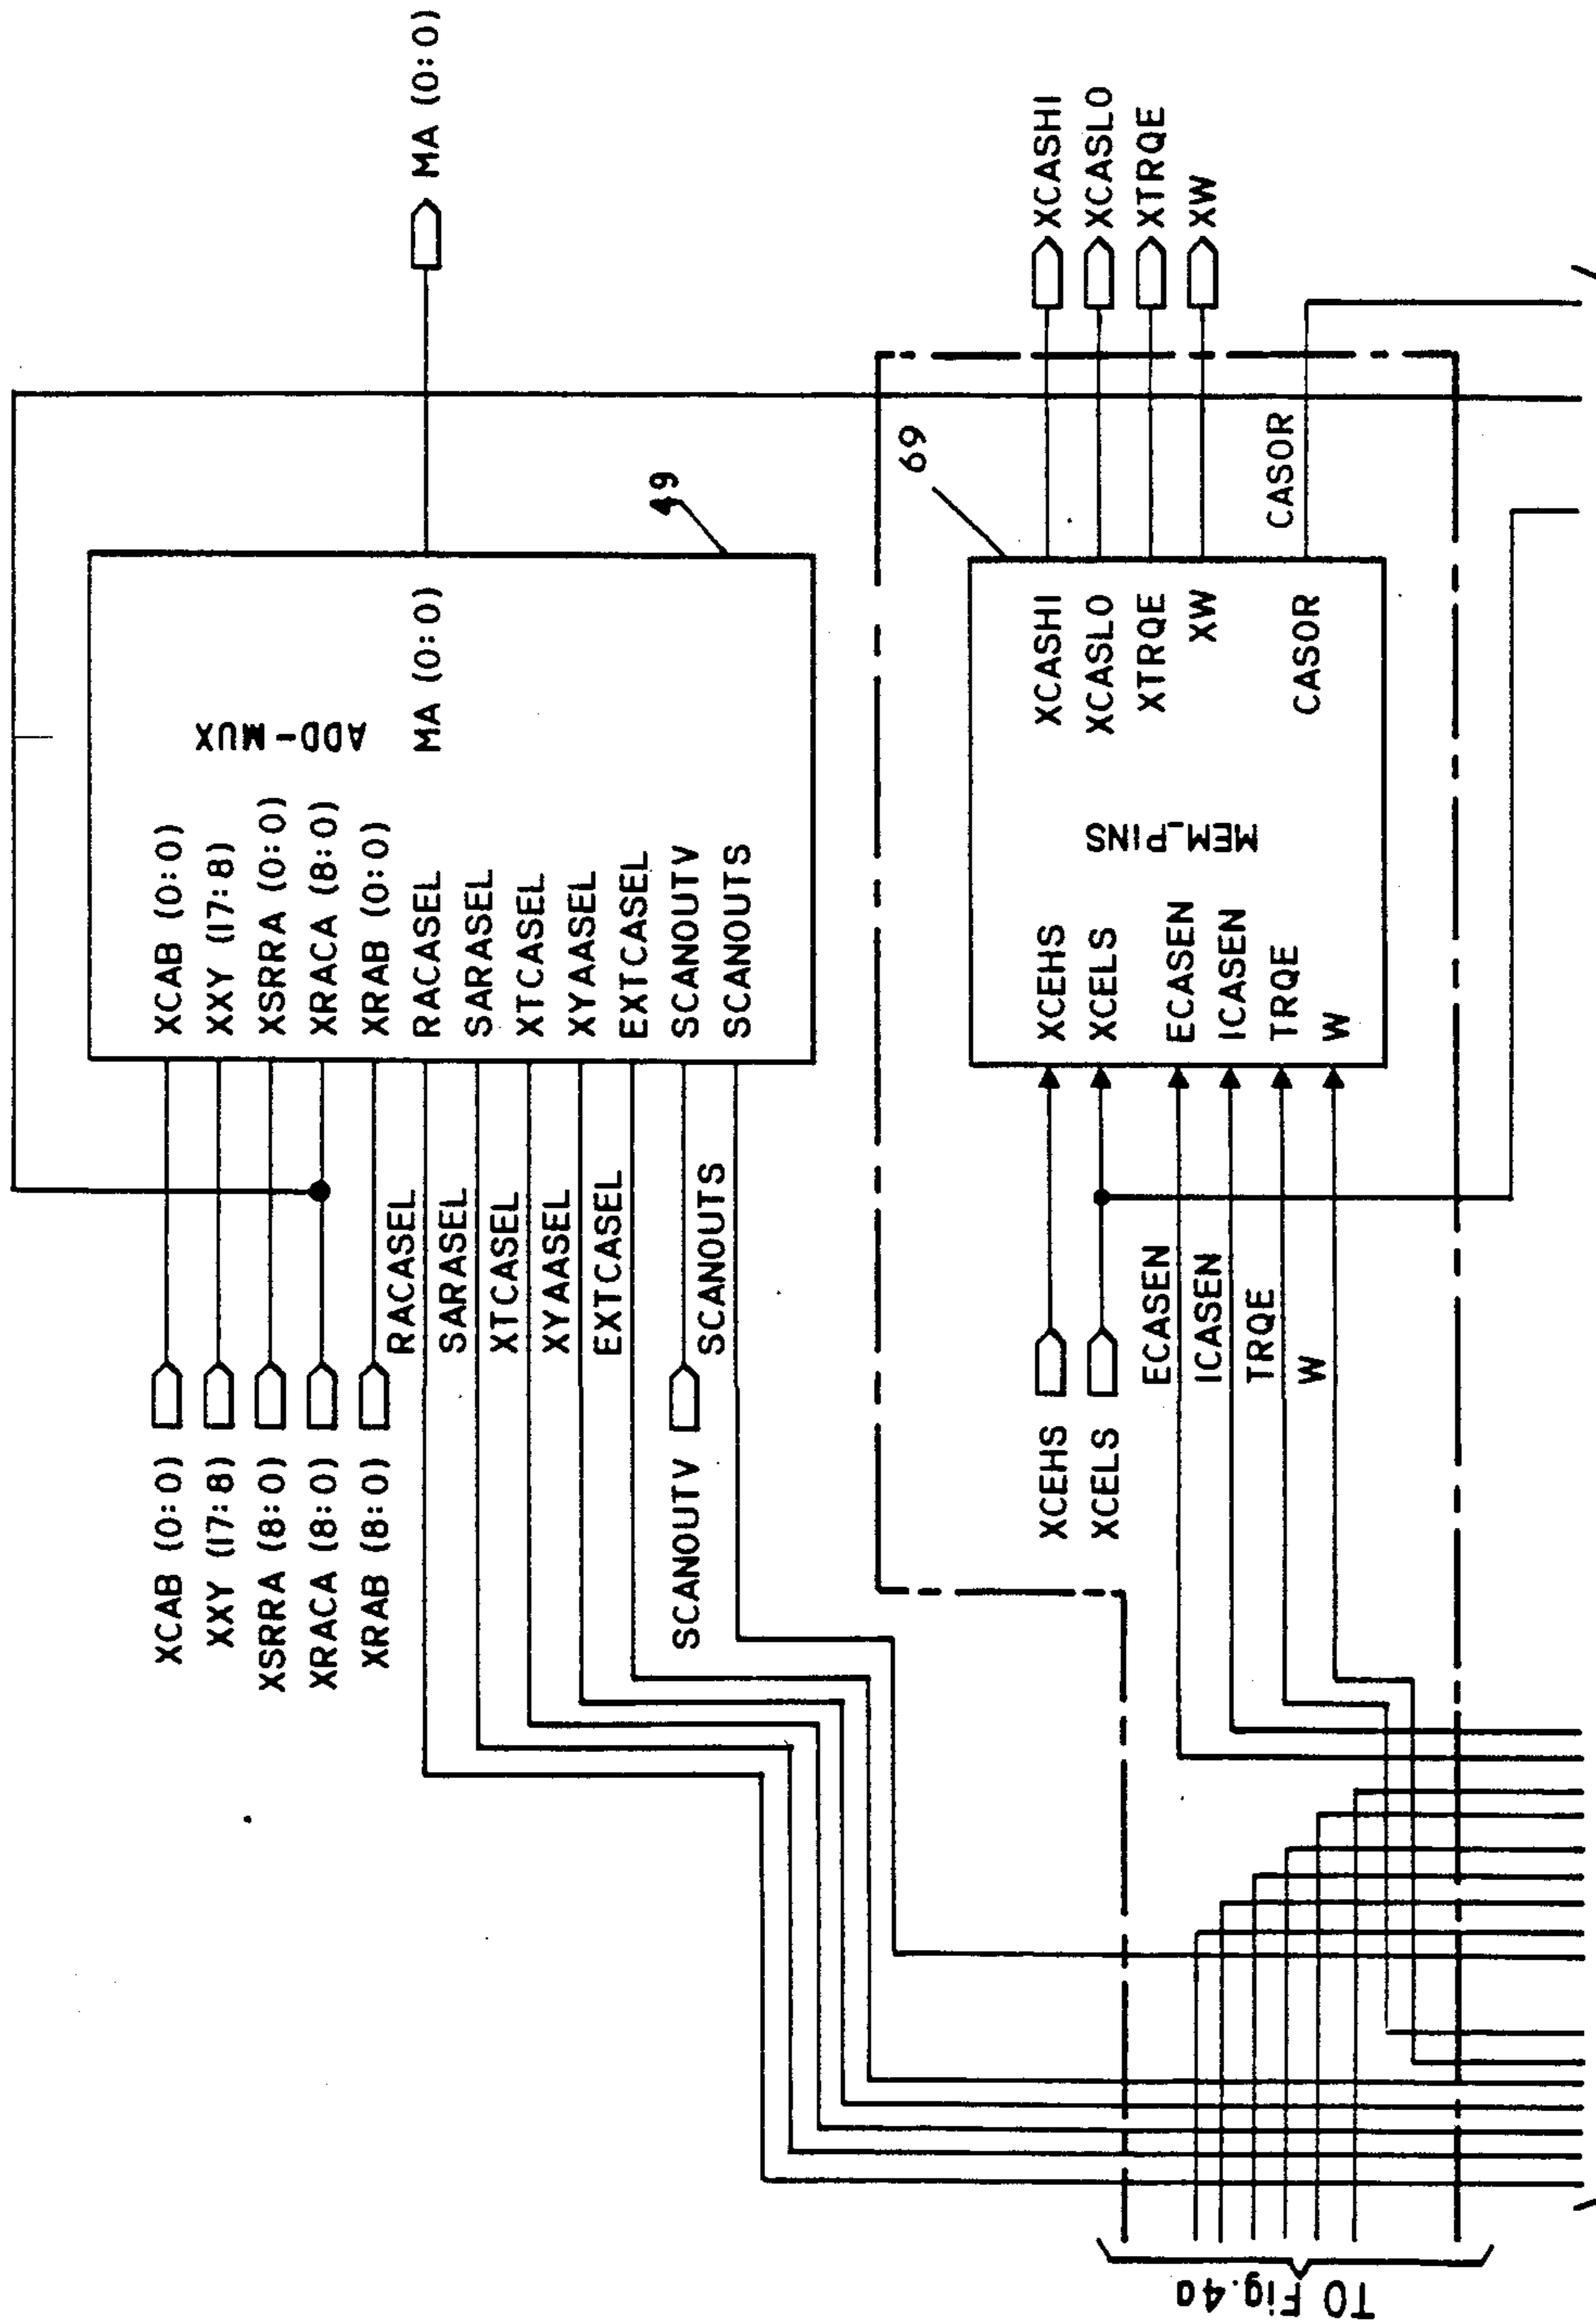 XCAB (0:0)
XXY (17:8)
XSRRA (8:0)
XRACA (8:0)
XRAB (8:0)
RACASEL
SARASEL
XTCASEL
XYAASEL
EXTCASEL
SCANOUTV
SCANOUTS
XCAB (0:0)
XXY (17:8)
XSRRA (0:0)
XRACA (8:0)
XRAB (0:0)
RACASEL
SARASEL
XTCASEL
XYAASEL
EXTCASEL
SCANOUTV
SCANOUTS
ADD-MUX
MA (0:0)
49
MA (0:0)
XCEHS
XCELS
ECASEN
ICASEN
TRQE
W
XCEHS
XCELS
ECASEN
ICASEN
TRQE
W
MEM_PINS
XCASHI
XCASLO
XTRQE
XW
CASOR
69
CASOR
XCASHI
XCASLO
XTRQE
XW
TO Fig.4a